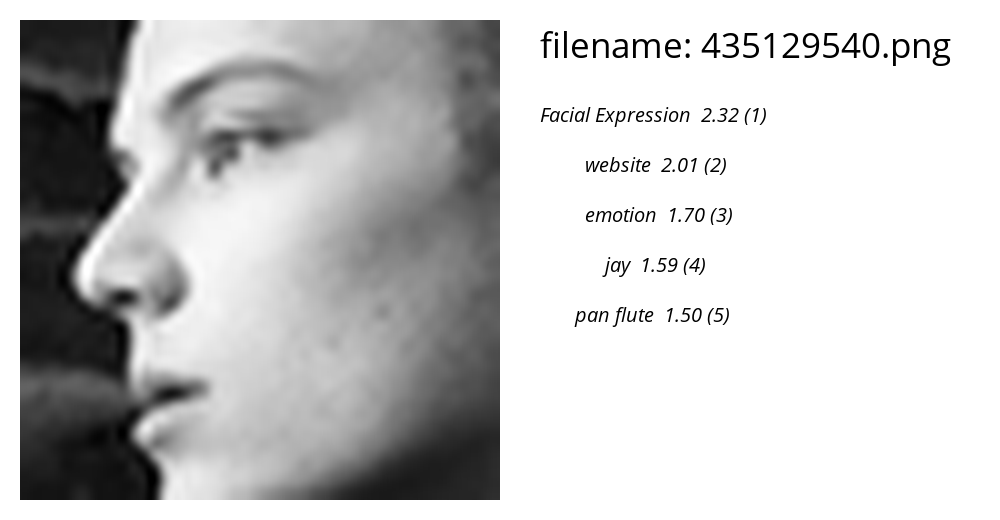 filename: 435129540.png
Facial Expression 2.32 (1)
website 2.01 (2)
emotion 1.70 (3)
jay 1.59 (4)
pan flute 1.50 (5)